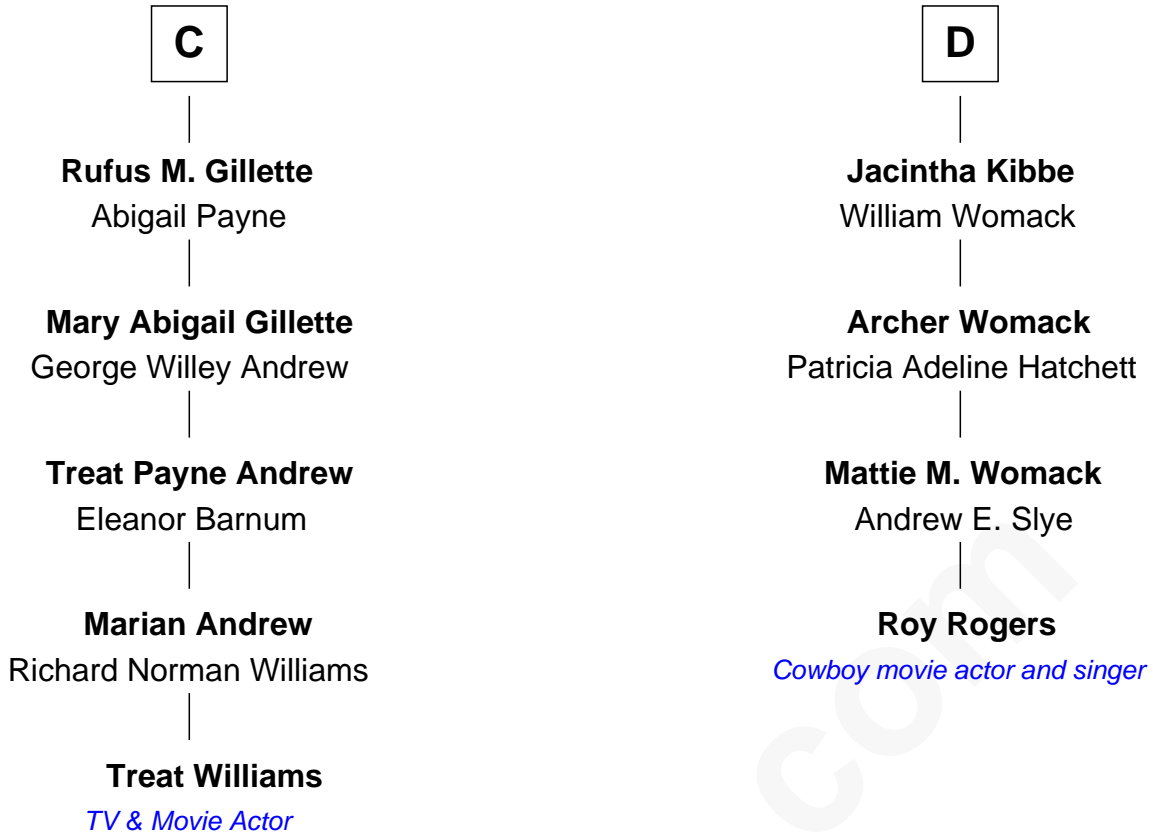 C
Rufus M. Gillette
Abigail Payne
Mary Abigail Gillette
George Willey Andrew
Treat Payne Andrew
Eleanor Barnum
Marian Andrew
Richard Norman Williams
Treat Williams
TV & Movie Actor
D
Jacintha Kibbe
William Womack
Archer Womack
Patricia Adeline Hatchett
Mattie M. Womack
Andrew E. Slye
Roy Rogers
Cowboy movie actor and singer
com